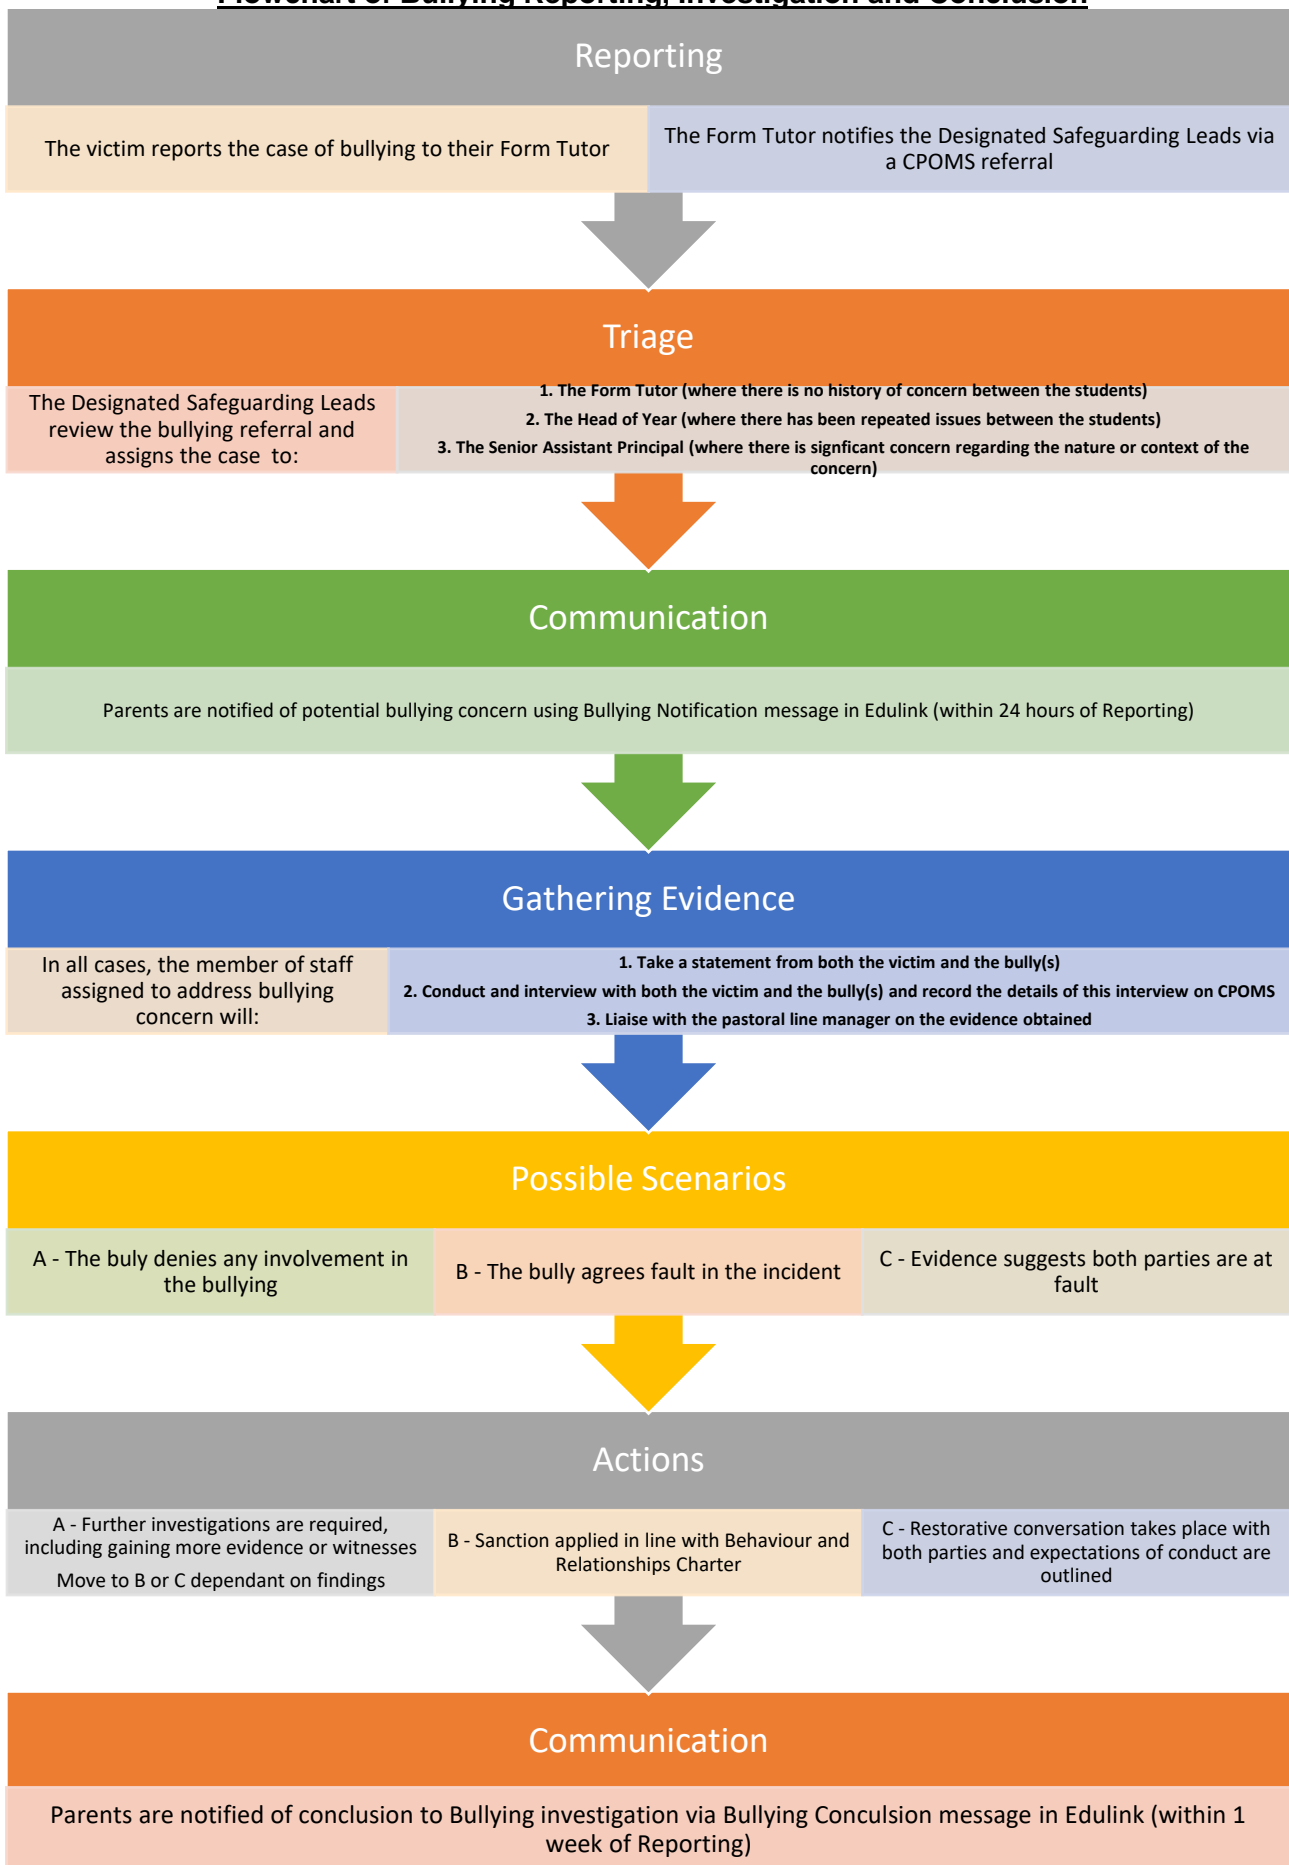 Flowchart of Bullying Reporting, Investigation and Conclusion
Reporting
The victim reports the case of bullying to their Form Tutor
The Form Tutor notifies the Designated Safeguarding Leads via
a CPOMS referral
Triage
The Designated Safeguarding Leads
review the bullying referral and
assigns the case to:
1. The Form Tutor (where there is no history of concern between the students)
2. The Head of Year (where there has been repeated issues between the students)
3. The Senior Assistant Principal (where there is signficant concern regarding the nature or context of the
concern)
Communication
Parents are notified of potential bullying concern using Bullying Notification message in Edulink (within 24 hours of Reporting)
Gathering Evidence
In all cases, the member of staff
assigned to address bullying
concern will:
1. Take a statement from both the victim and the bully(s)
2. Conduct and interview with both the victim and the bully(s) and record the details of this interview on CPOMS
3. Liaise with the pastoral line manager on the evidence obtained
Possible Scenarios
A - The buly denies any involvement in
the bullying
B - The bully agrees fault in the incident
C - Evidence suggests both parties are at
fault
Actions
A - Further investigations are required,
including gaining more evidence or witnesses
Move to B or C dependant on findings
B - Sanction applied in line with Behaviour and
Relationships Charter
C - Restorative conversation takes place with
both parties and expectations of conduct are
outlined
Communication
Parents are notified of conclusion to Bullying investigation via Bullying Conculsion message in Edulink (within 1
week of Reporting)